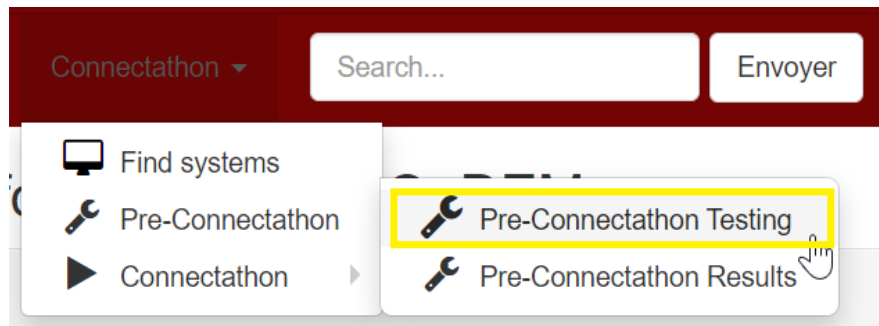 Connectathon
Search...
Envoyer
Find systems
Pre-Connectathon
Connectathon
Pre-Connectathon Testing
Pre-Connectathon Results